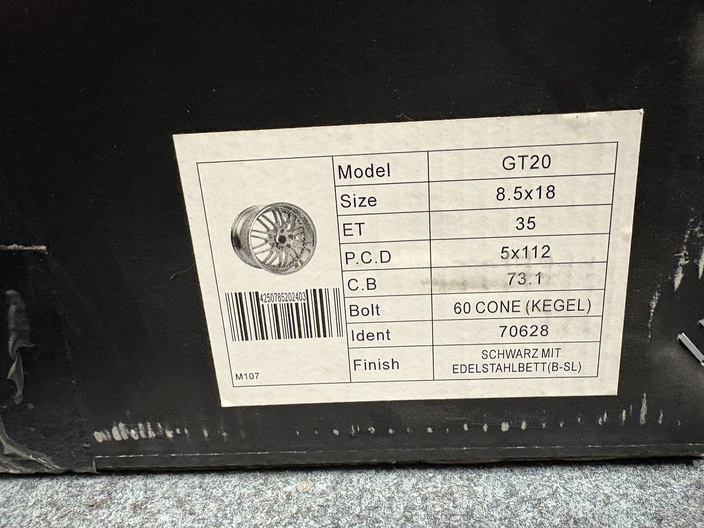 Model GT20
Size 8.5x18
ET 35
P.C.D 5x112
C.B 73.1
Bolt 60 CONE (KEGEL)
Ident 70628
Finish SCHWARZ MIT
EDELSTAHLBETT(B-SL)
4250785202403
M107